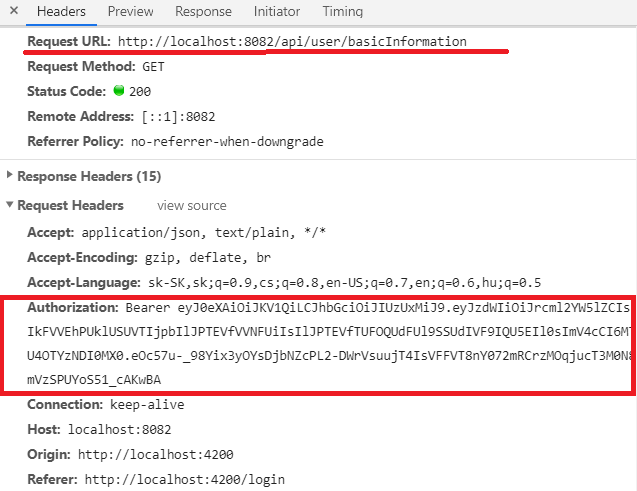 × Headers Preview Response Initiator Timing
Request URL: http://localhost:8082/api/user/basicInformation
Request Method: GET
Status Code: 200
Remote Address: [::1]:8082
Referrer Policy: no-referrer-when-downgrade
Response Headers (15)
Request Headers view source
Accept: application/json, text/plain, */*
Accept-Encoding: gzip, deflate, br
Accept-Language: sk-SK,sk;q=0.9,cs;q=0.8,en-US;q=0.7,en;q=0.6,hu;q=0.5
Authorization: Bearer eyJ0eXAiOiJKV1QiLCJhbGciOiJIUzUxMiJ9.eyJzdWIiOiJrcml2YW5lZCIs
IkFVVEhPUklUSUVTIjpbIlJPTEVfVVNFUiIsIlJPTEVfTUFOQUdFUl9SSUdIVF9IQU5EIl0sImV4cCI6MT
U4OTYzNDI0MX0.eOc57u-_98Yix3yOYsDjbNZcPL2-DWrVsuujT4IsVFFVT8nY072mRCrzMOqjucT3M0N8
mVzSPUYoS51_cAKwBA
Connection: keep-alive
Host: localhost:8082
Origin: http://localhost:4200
Referer: http://localhost:4200/login